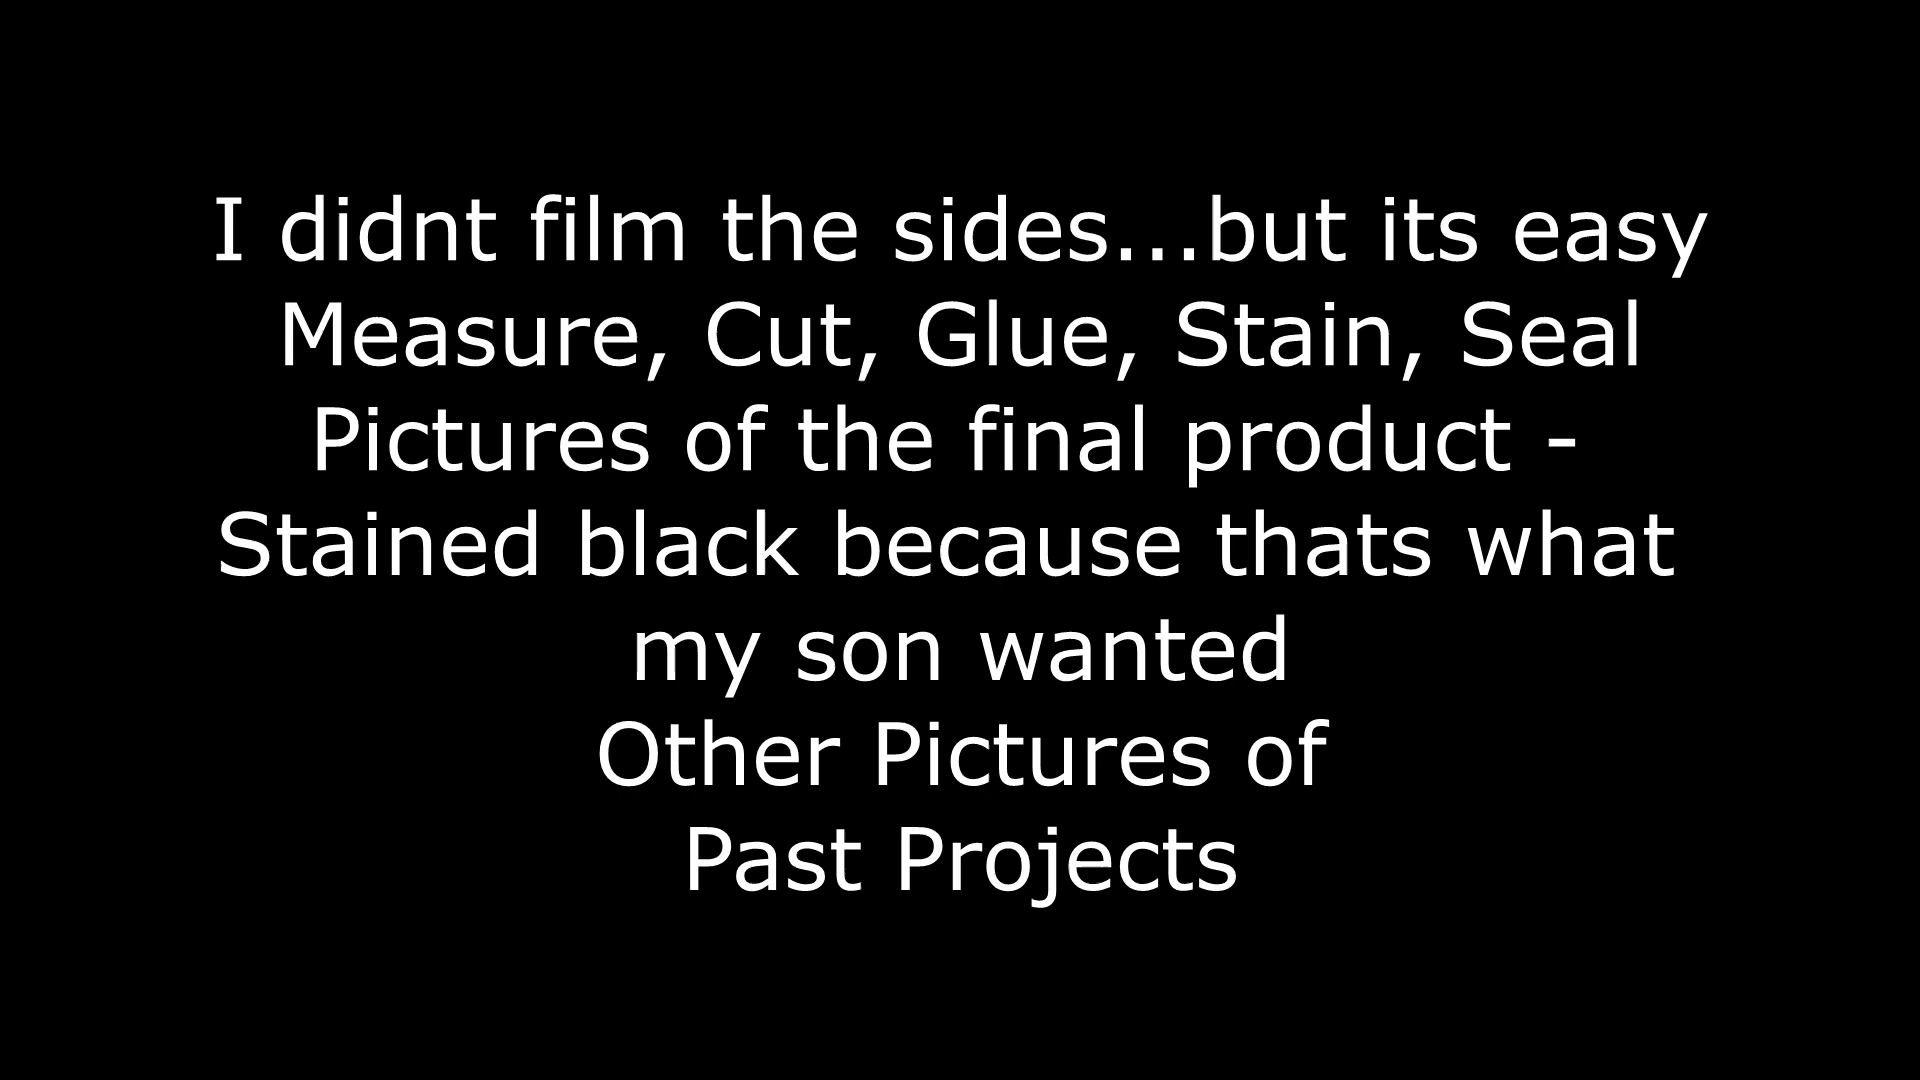 I didnt film the sides...but its easy
Measure, Cut, Glue, Stain, Seal
Pictures of the final product -
Stained black because thats what
my son wanted
Other Pictures of
Past Projects